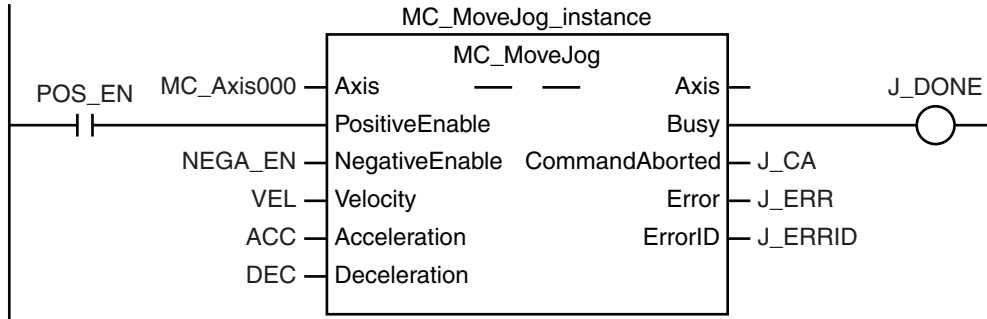 MC_MoveJog_instance
MC_MoveJog
POS_EN MC_Axis000 Axis Axis J_DONE
PositiveEnable Busy
NEGA_EN NegativeEnable CommandAborted J_CA
VEL Velocity Error J_ERR
ACC Acceleration ErrorID J_ERRID
DEC Deceleration